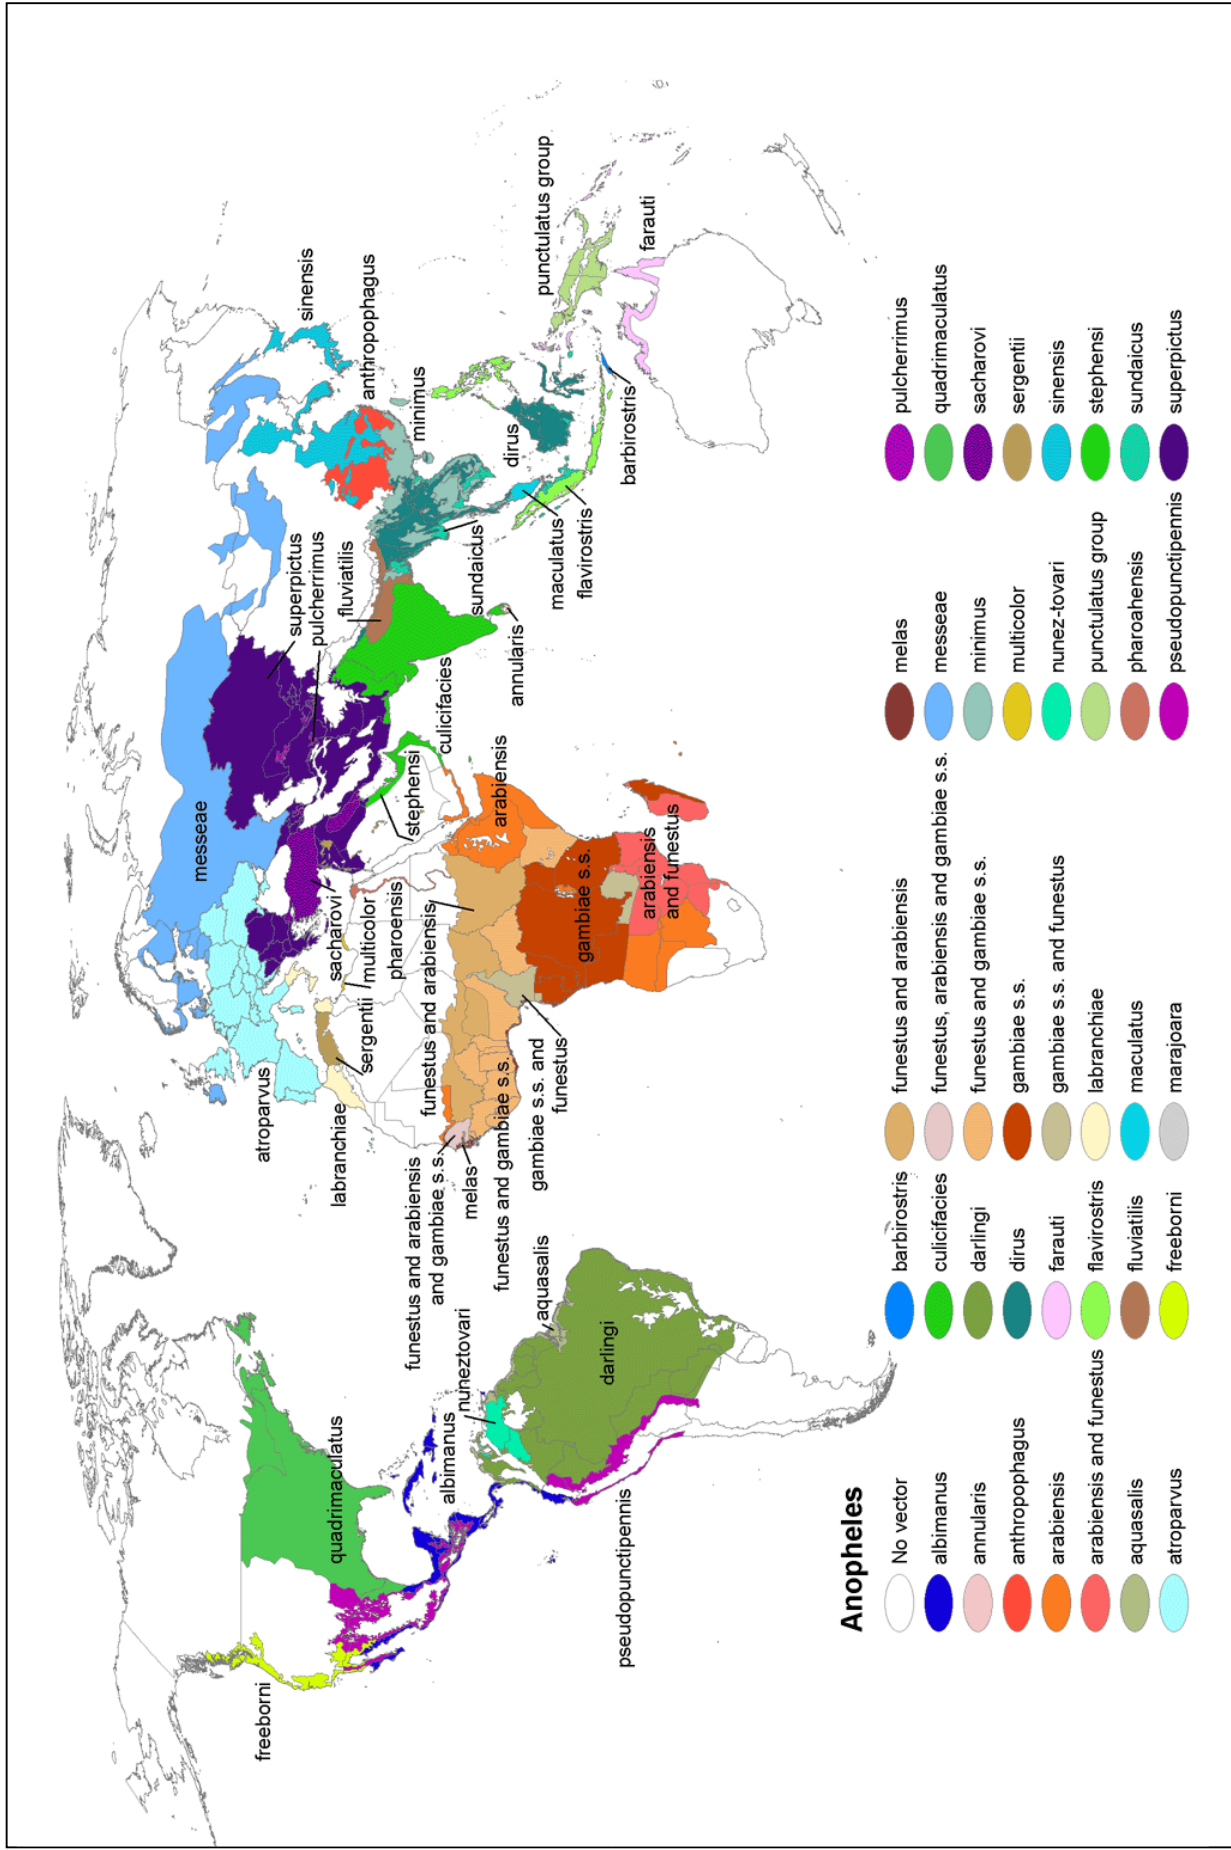 freeborni
quadrimaculatus
albimanus
nuneztovari
pseudopunctipennis
aquasalis
darlingi
atroparvus
labranchiae
messeae
sergentii
sacharovi
multicolor
pharoensis
funestus and arabiensis
funestus and arabiensis
and gambiae s.s.
melas
funestus and gambiae s.s.
gambiae s.s. and
funestus
gambiae s.s.
arabiensis
and funestus
arabiensis
stephensi
culicifacies
annularis
superpictus
pulcherrimus
fluviatilis
sundaicus
maculatus
flavirostris
dirus
minimus
anthropophagus
sinensis
barbirostris
punctulatus group
farauti
Anopheles
No vector
albimanus
annularis
anthropophagus
arabiensis
arabiensis and funestus
aquasalis
atroparvus
barbirostris
culicifacies
darlingi
dirus
farauti
flavirostris
fluviatilis
freeborni
funestus and arabiensis
funestus, arabiensis and gambiae s.s.
funestus and gambiae s.s.
gambiae s.s.
gambiae s.s. and funestus
labranchiae
maculatus
marajoara
melas
messeae
minimus
multicolor
nunez-tovari
punctulatus group
pharoahensis
pseudopunctipennis
pulcherrimus
quadrimaculatus
sacharovi
sergentii
sinensis
stephensi
sundaicus
superpictus